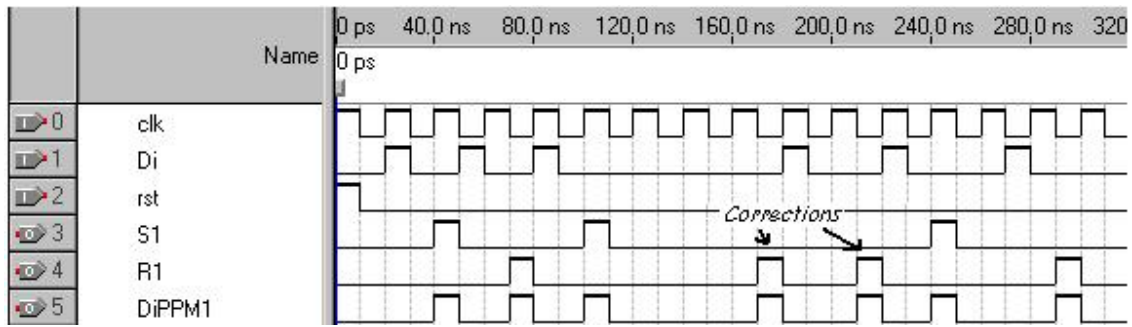 Name
0 ps 40.0 ns 80.0 ns 120.0 ns 160.0 ns 200.0 ns 240.0 ns 280.0 ns 320
0 ps
0 clk
1 Di
2 rst
3 S1
4 R1
5 DiPPM1
Corrections